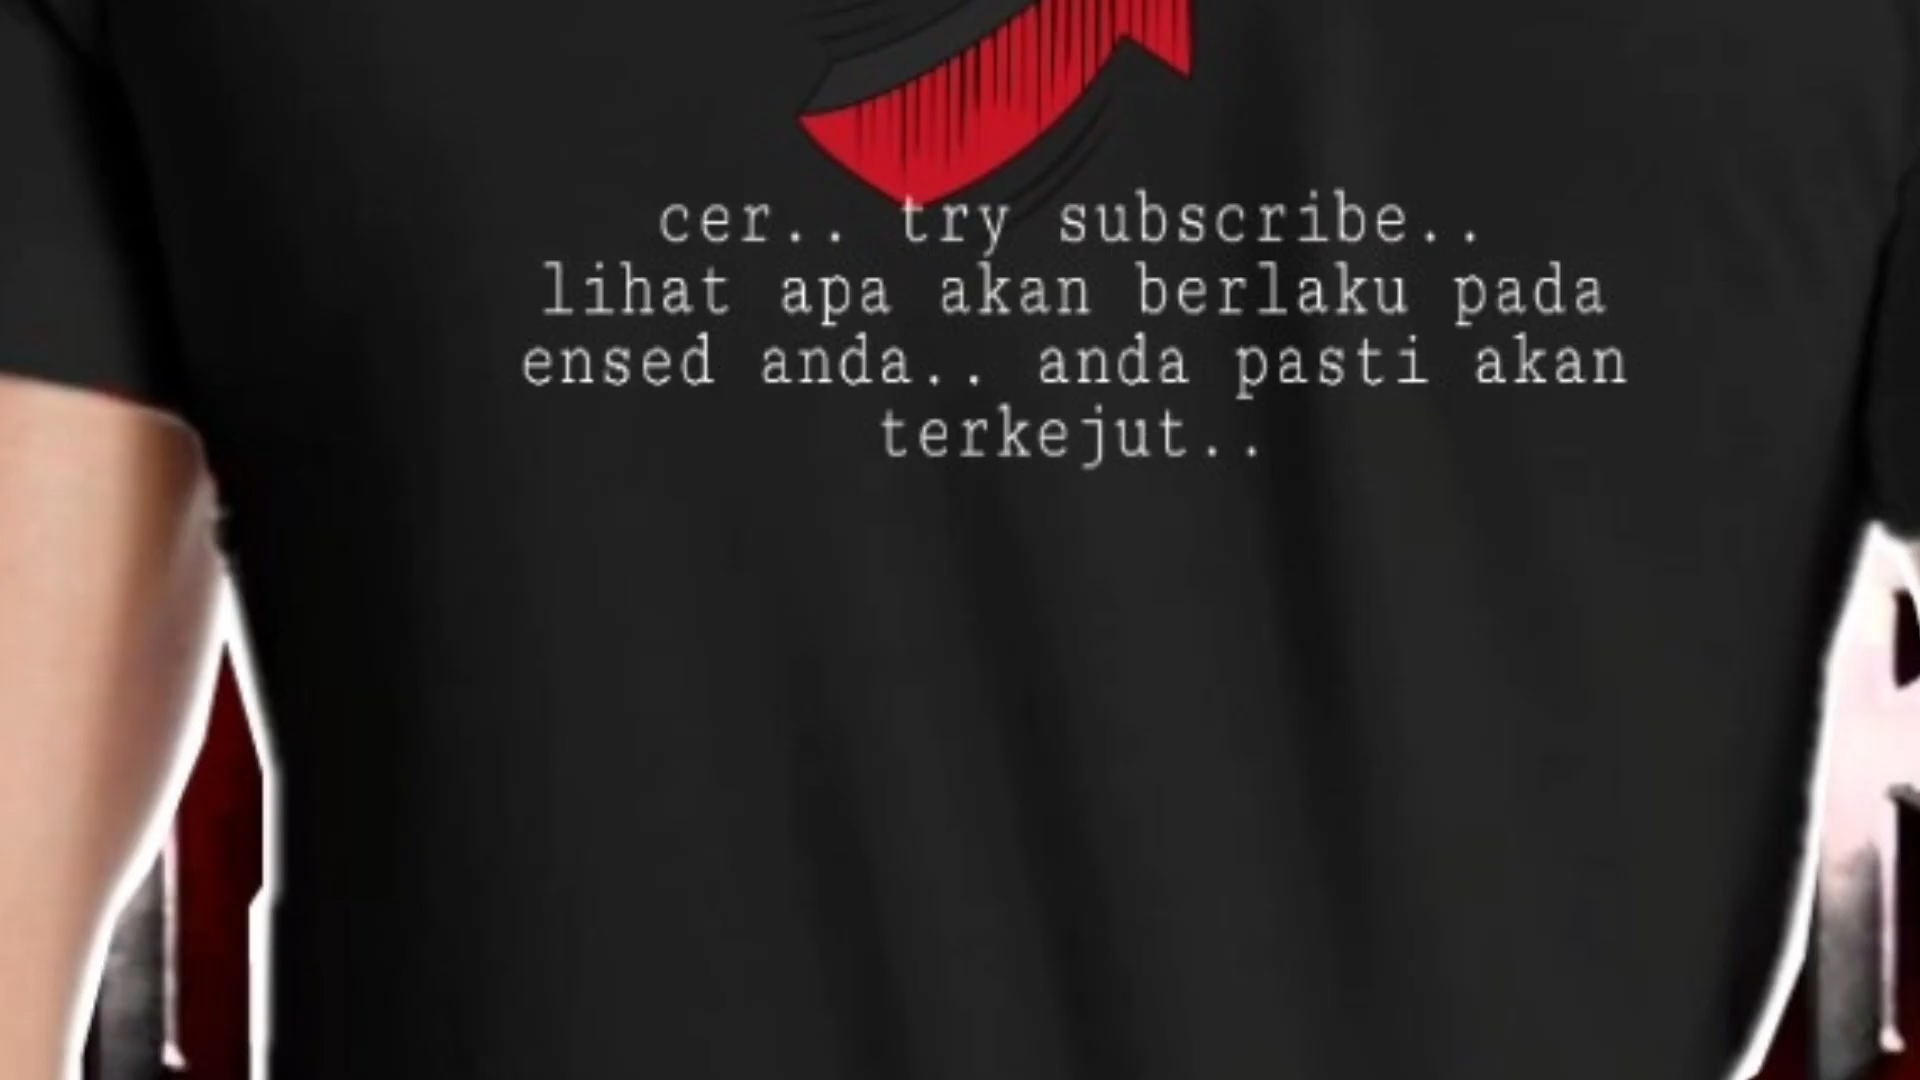 cer.. try subscribe..
lihat apa akan berlaku pada
ensed anda.. anda pasti akan
terkejut..